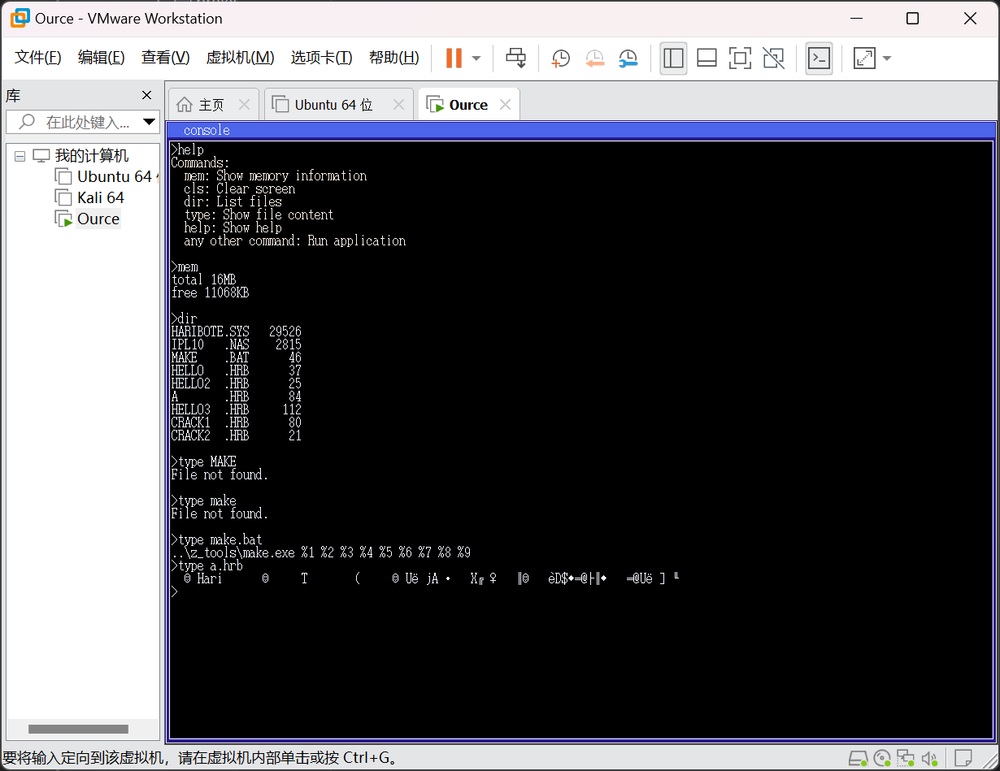 Ource - VMware Workstation
文件(F) 编辑(E) 查看(V) 虚拟机(M) 选项卡(T) 帮助(H)
库
在此处键入...
我的计算机
Ubuntu 64
Kali 64
Ource
主页 Ubuntu 64 位 Ource
console
>help
Commands:
  mem: Show memory information
  cls: Clear screen
  dir: List files
  type: Show file content
  help: Show help
  any other command: Run application
>mem
total 16MB
free 11068KB
>dir
HARIBOTE.SYS   29526
IPL10   .NAS    2815
MAKE    .BAT      46
HELLO   .HRB      37
HELLO2  .HRB      25
A       .HRB      84
HELLO3  .HRB     112
CRACK1  .HRB      80
CRACK2  .HRB      21
>type MAKE
File not found.
>type make
File not found.
>type make.bat
..\z_tools\make.exe %1 %2 %3 %4 %5 %6 %7 %8 %9
>type a.hrb
Hari T ( Uë jA • X╔ ♀ èD$♦═@├║♦ ═@Uë ] ╙
>
要将输入定向到该虚拟机，请在虚拟机内部单击或按 Ctrl+G。